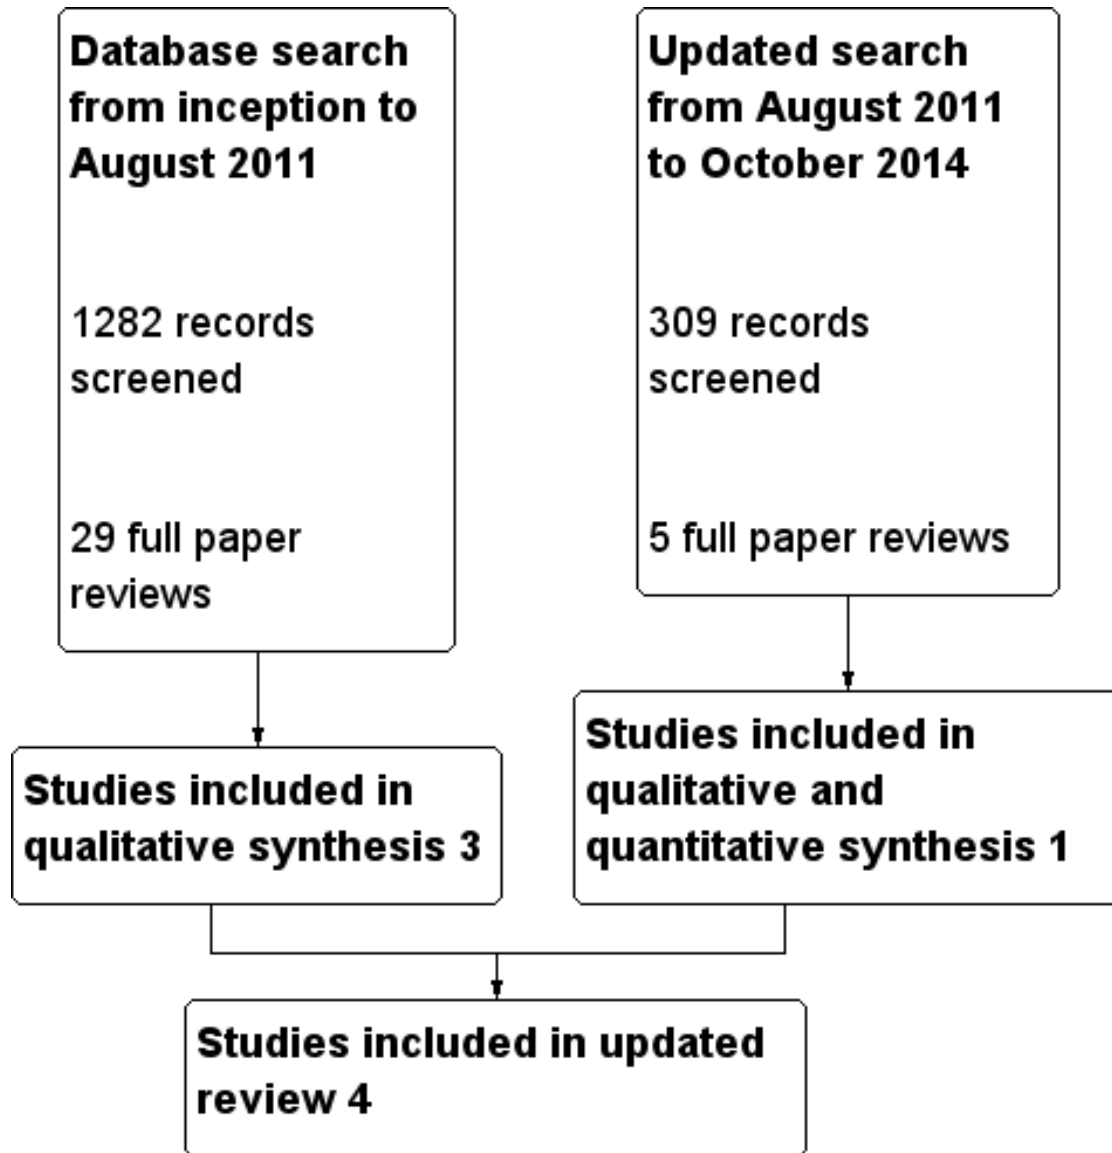 Database search
from inception to
August 2011
1282 records
screened
29 full paper
reviews
Updated search
from August 2011
to October 2014
309 records
screened
5 full paper reviews
Studies included in
qualitative synthesis 3
Studies included in
qualitative and
quantitative synthesis 1
Studies included in updated
review 4